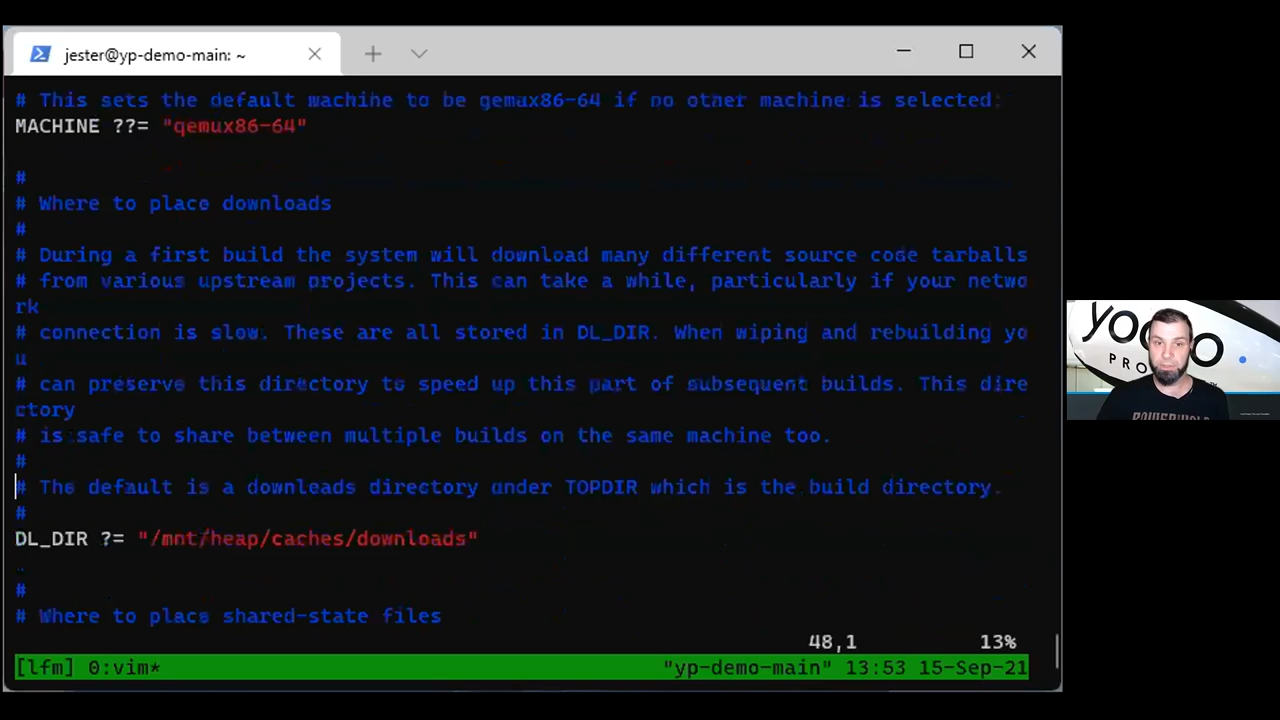 jester@yp-demo-main: ~
# This sets the default machine to be qemux86-64 if no other machine is selected:
MACHINE ??= "qemux86-64"
#
# Where to place downloads
#
# During a first build the system will download many different source code tarballs
# from various upstream projects. This can take a while, particularly if your netwo
rk
# connection is slow. These are all stored in DL_DIR. When wiping and rebuilding yo
u
# can preserve this directory to speed up this part of subsequent builds. This dire
ctory
# is safe to share between multiple builds on the same machine too.
#
# The default is a downloads directory under TOPDIR which is the build directory.
#
DL_DIR ?= "/mnt/heap/caches/downloads"
#
# Where to place shared-state files
48,1 13%
[lfm] 0:vim* "yp-demo-main" 13:53 15-Sep-21